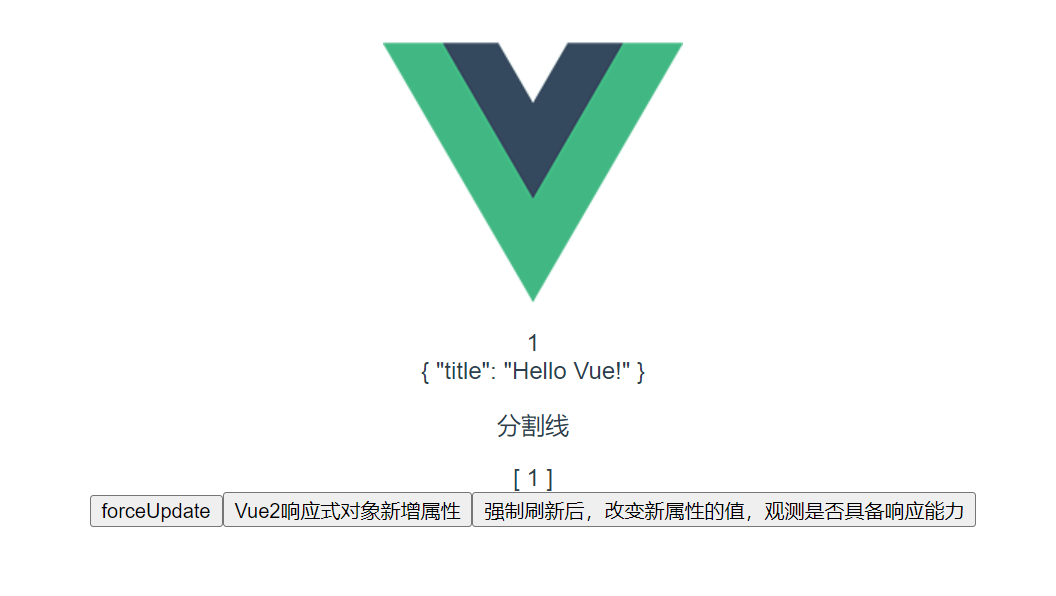 1
{ "title": "Hello Vue!" }
分割线
[ 1 ]
forceUpdate Vue2响应式对象新增属性 强制刷新后，改变新属性的值，观测是否具备响应能力